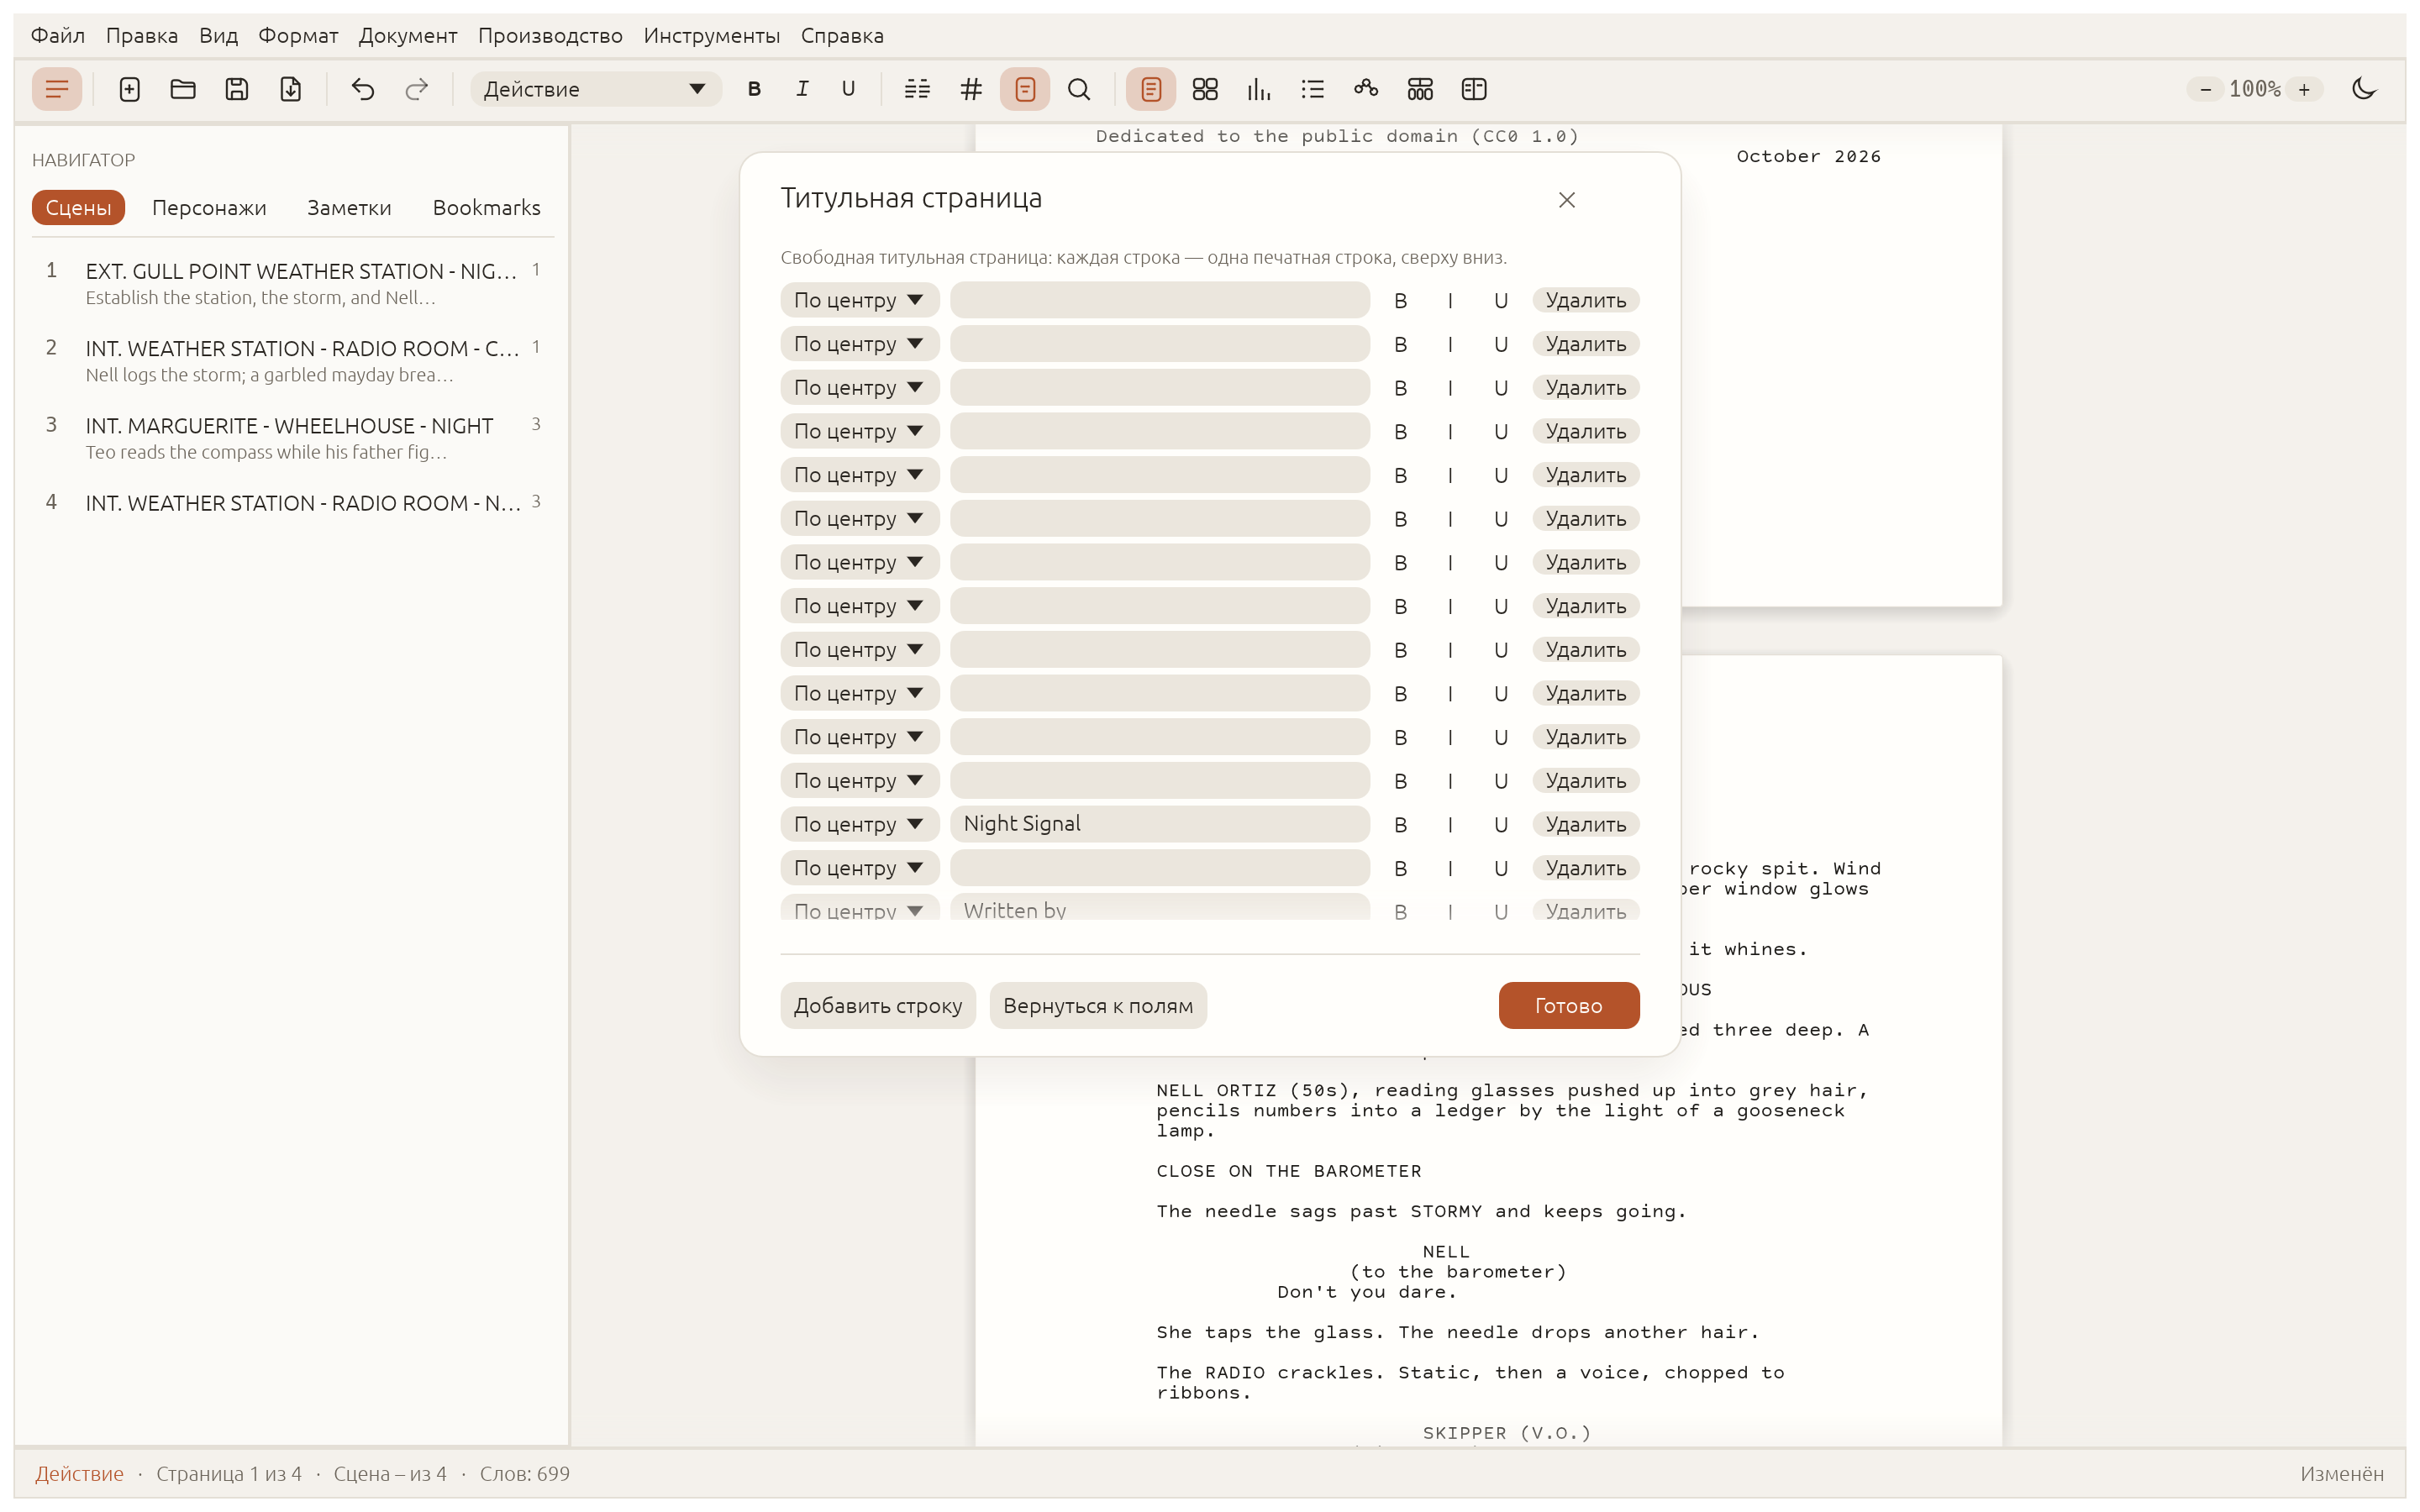 Файл Правка Вид Формат Документ Производство Инструменты Справка
Действие B I U − 100% +
НАВИГАТОР
Сцены Персонажи Заметки Bookmarks
1 EXT. GULL POINT WEATHER STATION - NIG… 1
Establish the station, the storm, and Nell…
2 INT. WEATHER STATION - RADIO ROOM - C… 1
Nell logs the storm; a garbled mayday brea…
3 INT. MARGUERITE - WHEELHOUSE - NIGHT 3
Teo reads the compass while his father fig…
4 INT. WEATHER STATION - RADIO ROOM - N… 3
Dedicated to the public domain (CC0 1.0)
October 2026
Титульная страница
Свободная титульная страница: каждая строка — одна печатная строка, сверху вниз.
По центру B I U Удалить
По центру B I U Удалить
По центру B I U Удалить
По центру B I U Удалить
По центру B I U Удалить
По центру B I U Удалить
По центру B I U Удалить
По центру B I U Удалить
По центру B I U Удалить
По центру B I U Удалить
По центру B I U Удалить
По центру B I U Удалить
По центру Night Signal B I U Удалить
По центру B I U Удалить
По центру Written by B I U Удалить
Добавить строку Вернуться к полям Готово
rocky spit. Wind
window glows
it whines.
three deep. A
NELL ORTIZ (50s), reading glasses pushed up into grey hair,
pencils numbers into a ledger by the light of a gooseneck
lamp.
CLOSE ON THE BAROMETER
The needle sags past STORMY and keeps going.
NELL
(to the barometer)
Don't you dare.
She taps the glass. The needle drops another hair.
The RADIO crackles. Static, then a voice, chopped to
ribbons.
SKIPPER (V.O.)
Действие · Страница 1 из 4 · Сцена – из 4 · Слов: 699
Изменён